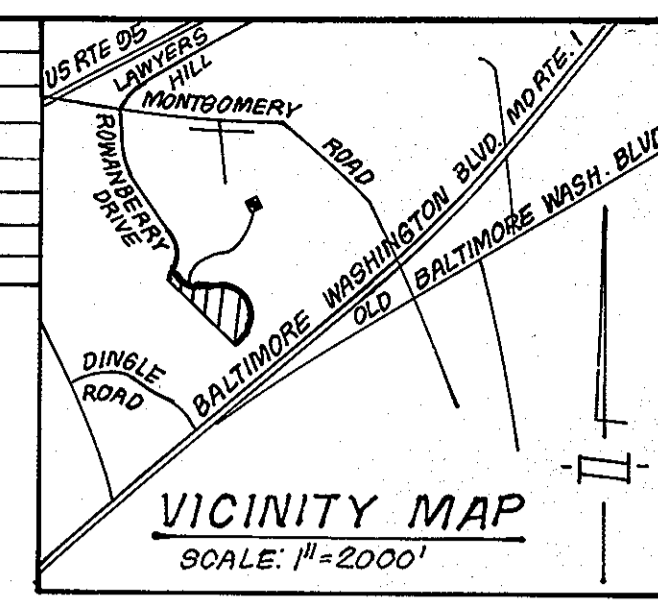 US RTE 95
LAWYERS
HILL
MONTGOMERY
ROAD
ROWANBERRY
DRIVE
BALTIMORE WASHINGTON BLVD. MD RTE. 1
OLD BALTIMORE WASH. BLVD
DINGLE
ROAD
VICINITY MAP
SCALE: 1"=2000'